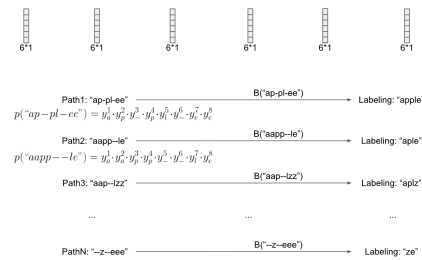 6*1 6*1 6*1 6*1 6*1 6*1
Path1: "ap-pl-ee" B("ap-pl-ee") Labeling: "apple"
p("ap-pl-ee") = y_a^1·y_p^2·y_-^3·y_p^4·y_l^5·y_-^6·y_e^7·y_e^8
Path2: "aapp--le" B("aapp--le") Labeling: "aple"
p("aapp--le") = y_a^1·y_a^2·y_p^3·y_p^4·y_-^5·y_-^6·y_l^7·y_e^8
Path3: "aap--lzz" B("aap--lzz") Labeling: "aplz"
... ... ...
PathN: "--z--eee" B("--z--eee") Labeling: "ze"